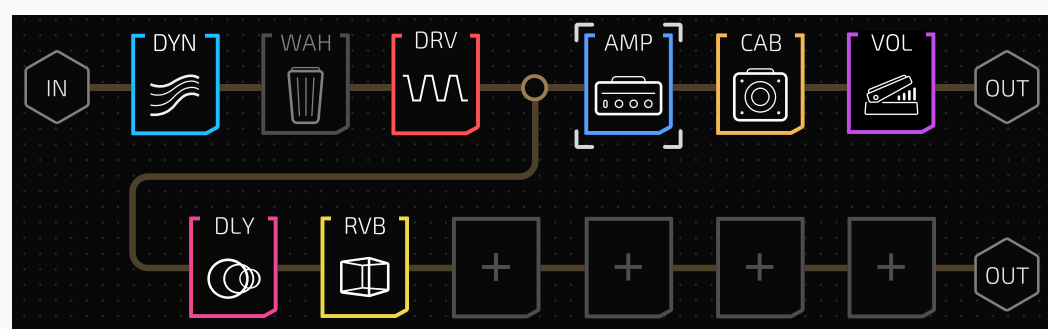 IN
DYN
WAH
DRV
AMP
CAB
VOL
OUT
DLY
RVB
+
+
+
+
OUT